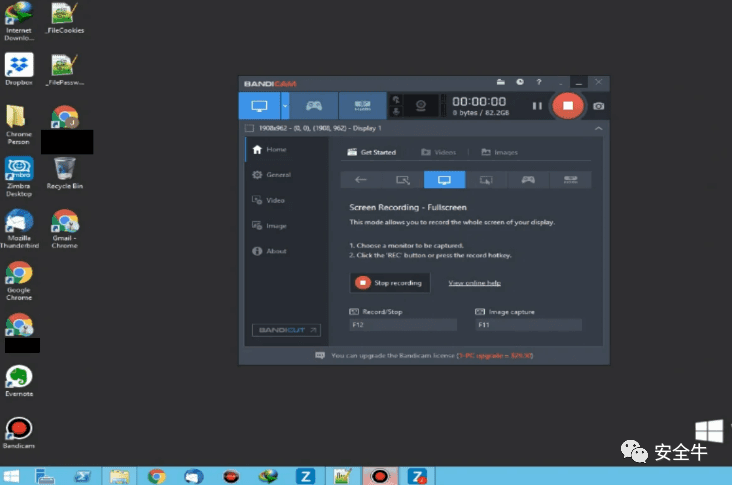 Internet
Downlo...
_FileCookies
Dropbox
_FilePassw...
Chrome
Person
Zimbra
Desktop
Recycle Bin
Mozilla
Thunderbird
Gmail -
Chrome
Google
Chrome
Evernote
Bandicam
BANDICAM
00:00:00
0 bytes / 82.2GB
1908x962 - (0, 0), (1908, 962) - Display 1
Home
General
Video
Image
About
BANDICUT
Get Started
Videos
Images
Screen Recording - Fullscreen
This mode allows you to record the whole screen of your display.
1. Choose a monitor to be captured.
2. Click the 'REC' button or press the record hotkey.
Stop recording
View online help
Record/Stop
Image capture
F12
F11
You can upgrade the Bandicam license
安全牛